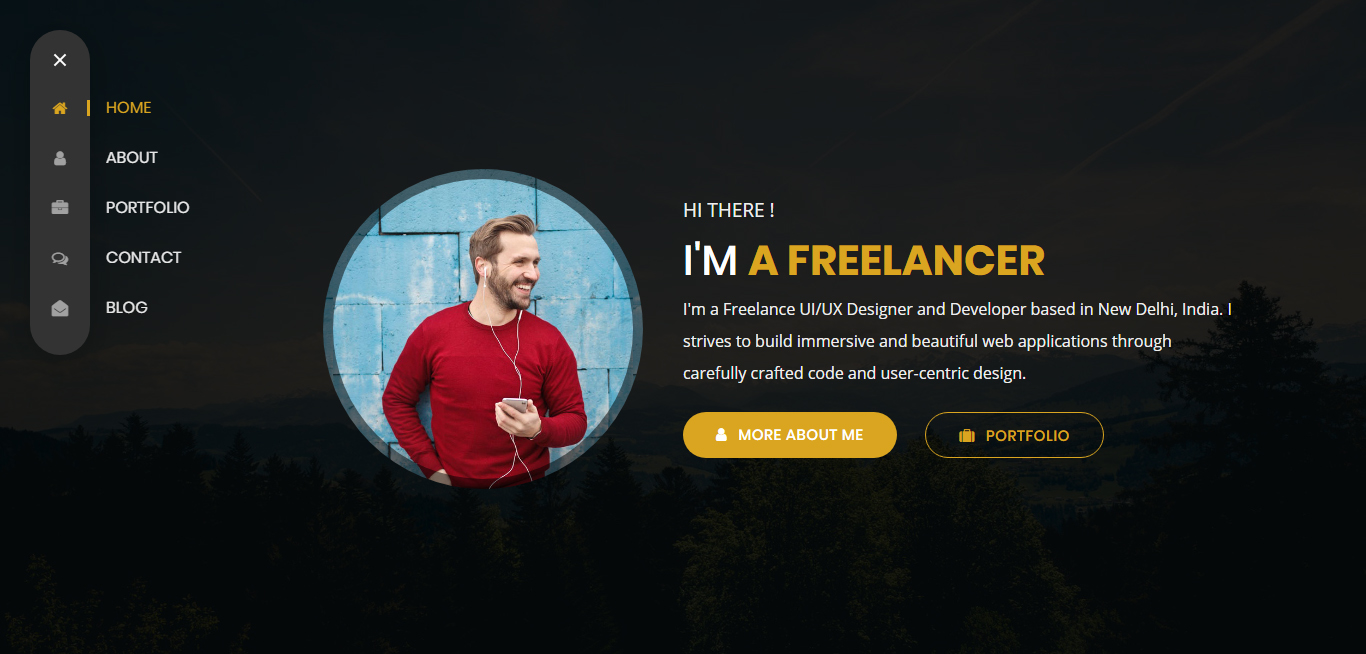 HOME
ABOUT
PORTFOLIO
CONTACT
BLOG
HI THERE !
I'M A FREELANCER
I'm a Freelance UI/UX Designer and Developer based in New Delhi, India. I
strives to build immersive and beautiful web applications through
carefully crafted code and user-centric design.
MORE ABOUT ME
PORTFOLIO